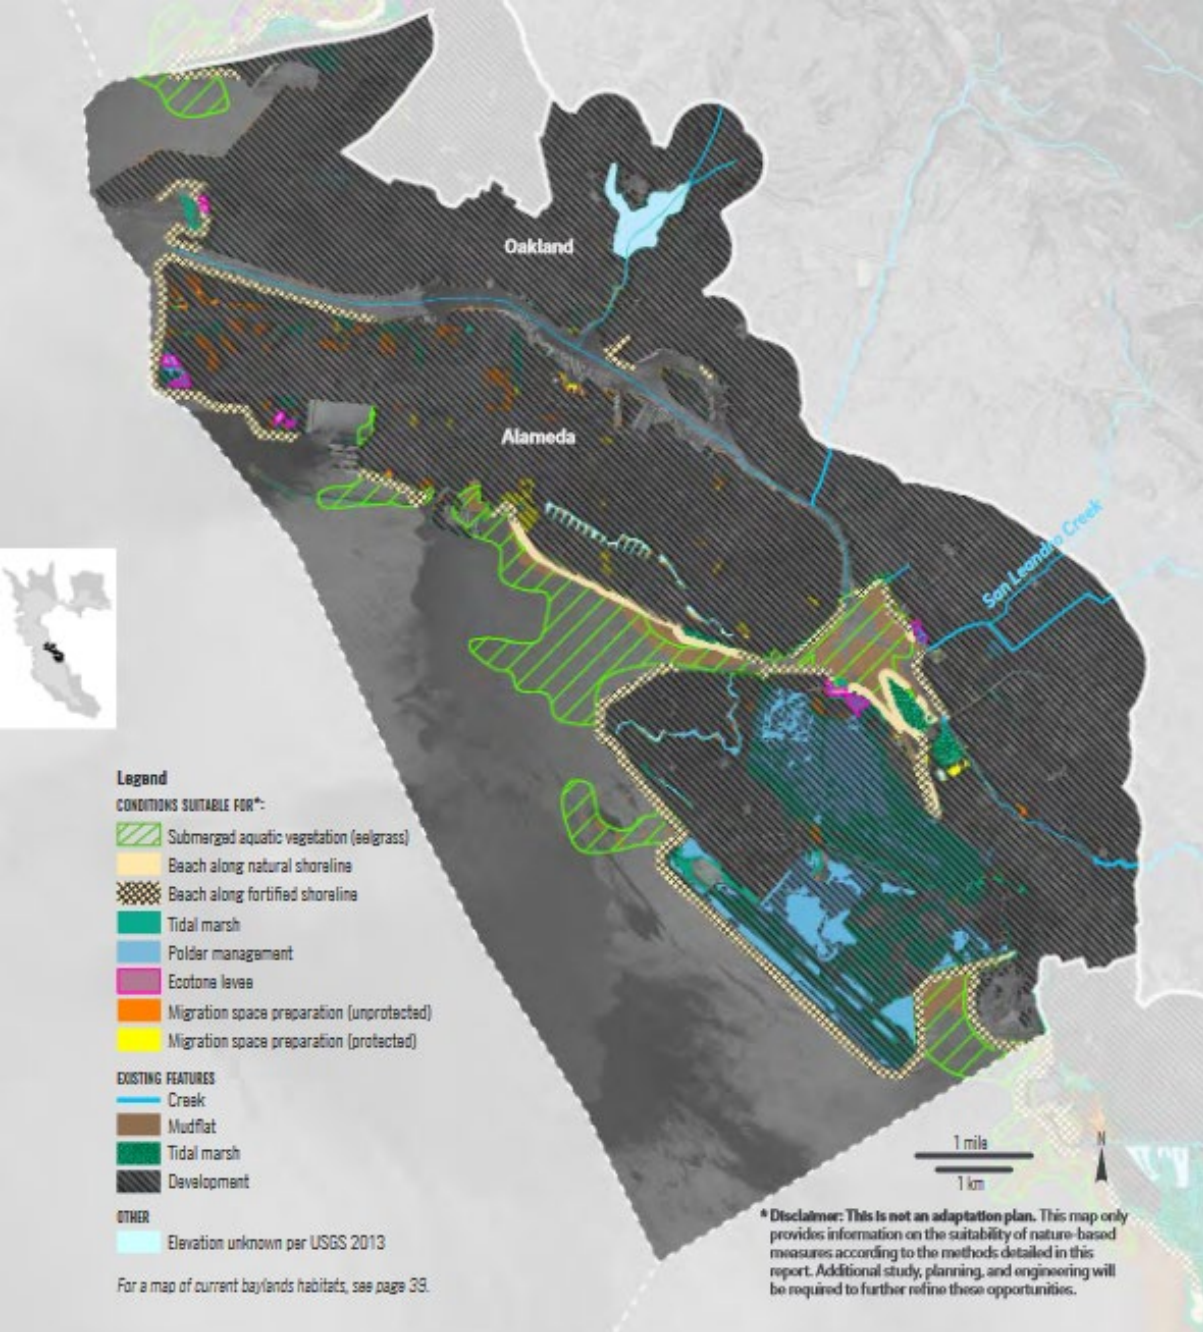 Oakland
Alameda
San Leandro Creek
Legend
CONDITIONS SUITABLE FOR*:
Submerged aquatic vegetation (eelgrass)
Beach along natural shoreline
Beach along fortified shoreline
Tidal marsh
Polder management
Ecotone levee
Migration space preparation (unprotected)
Migration space preparation (protected)
EXISTING FEATURES
Creek
Mudflat
Tidal marsh
Development
OTHER
Elevation unknown per USGS 2013
For a map of current baylands habitats, see page 39.
1 mile
1 km
N
* Disclaimer: This is not an adaptation plan. This map only
provides information on the suitability of nature-based
measures according to the methods detailed in this
report. Additional study, planning, and engineering will
be required to further refine these opportunities.